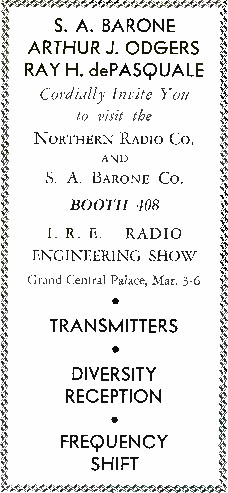 S. A. BARONE
ARTHUR J. ODGERS
RAY H. dePASQUALE
Cordially Invite You
to visit the
NORTHERN RADIO CO.
AND
S. A. BARONE CO.
BOOTH 408
I. R. E. RADIO
ENGINEERING SHOW
Grand Central Palace, Mar. 3-6
•
TRANSMITTERS
•
DIVERSITY
RECEPTION
•
FREQUENCY
SHIFT